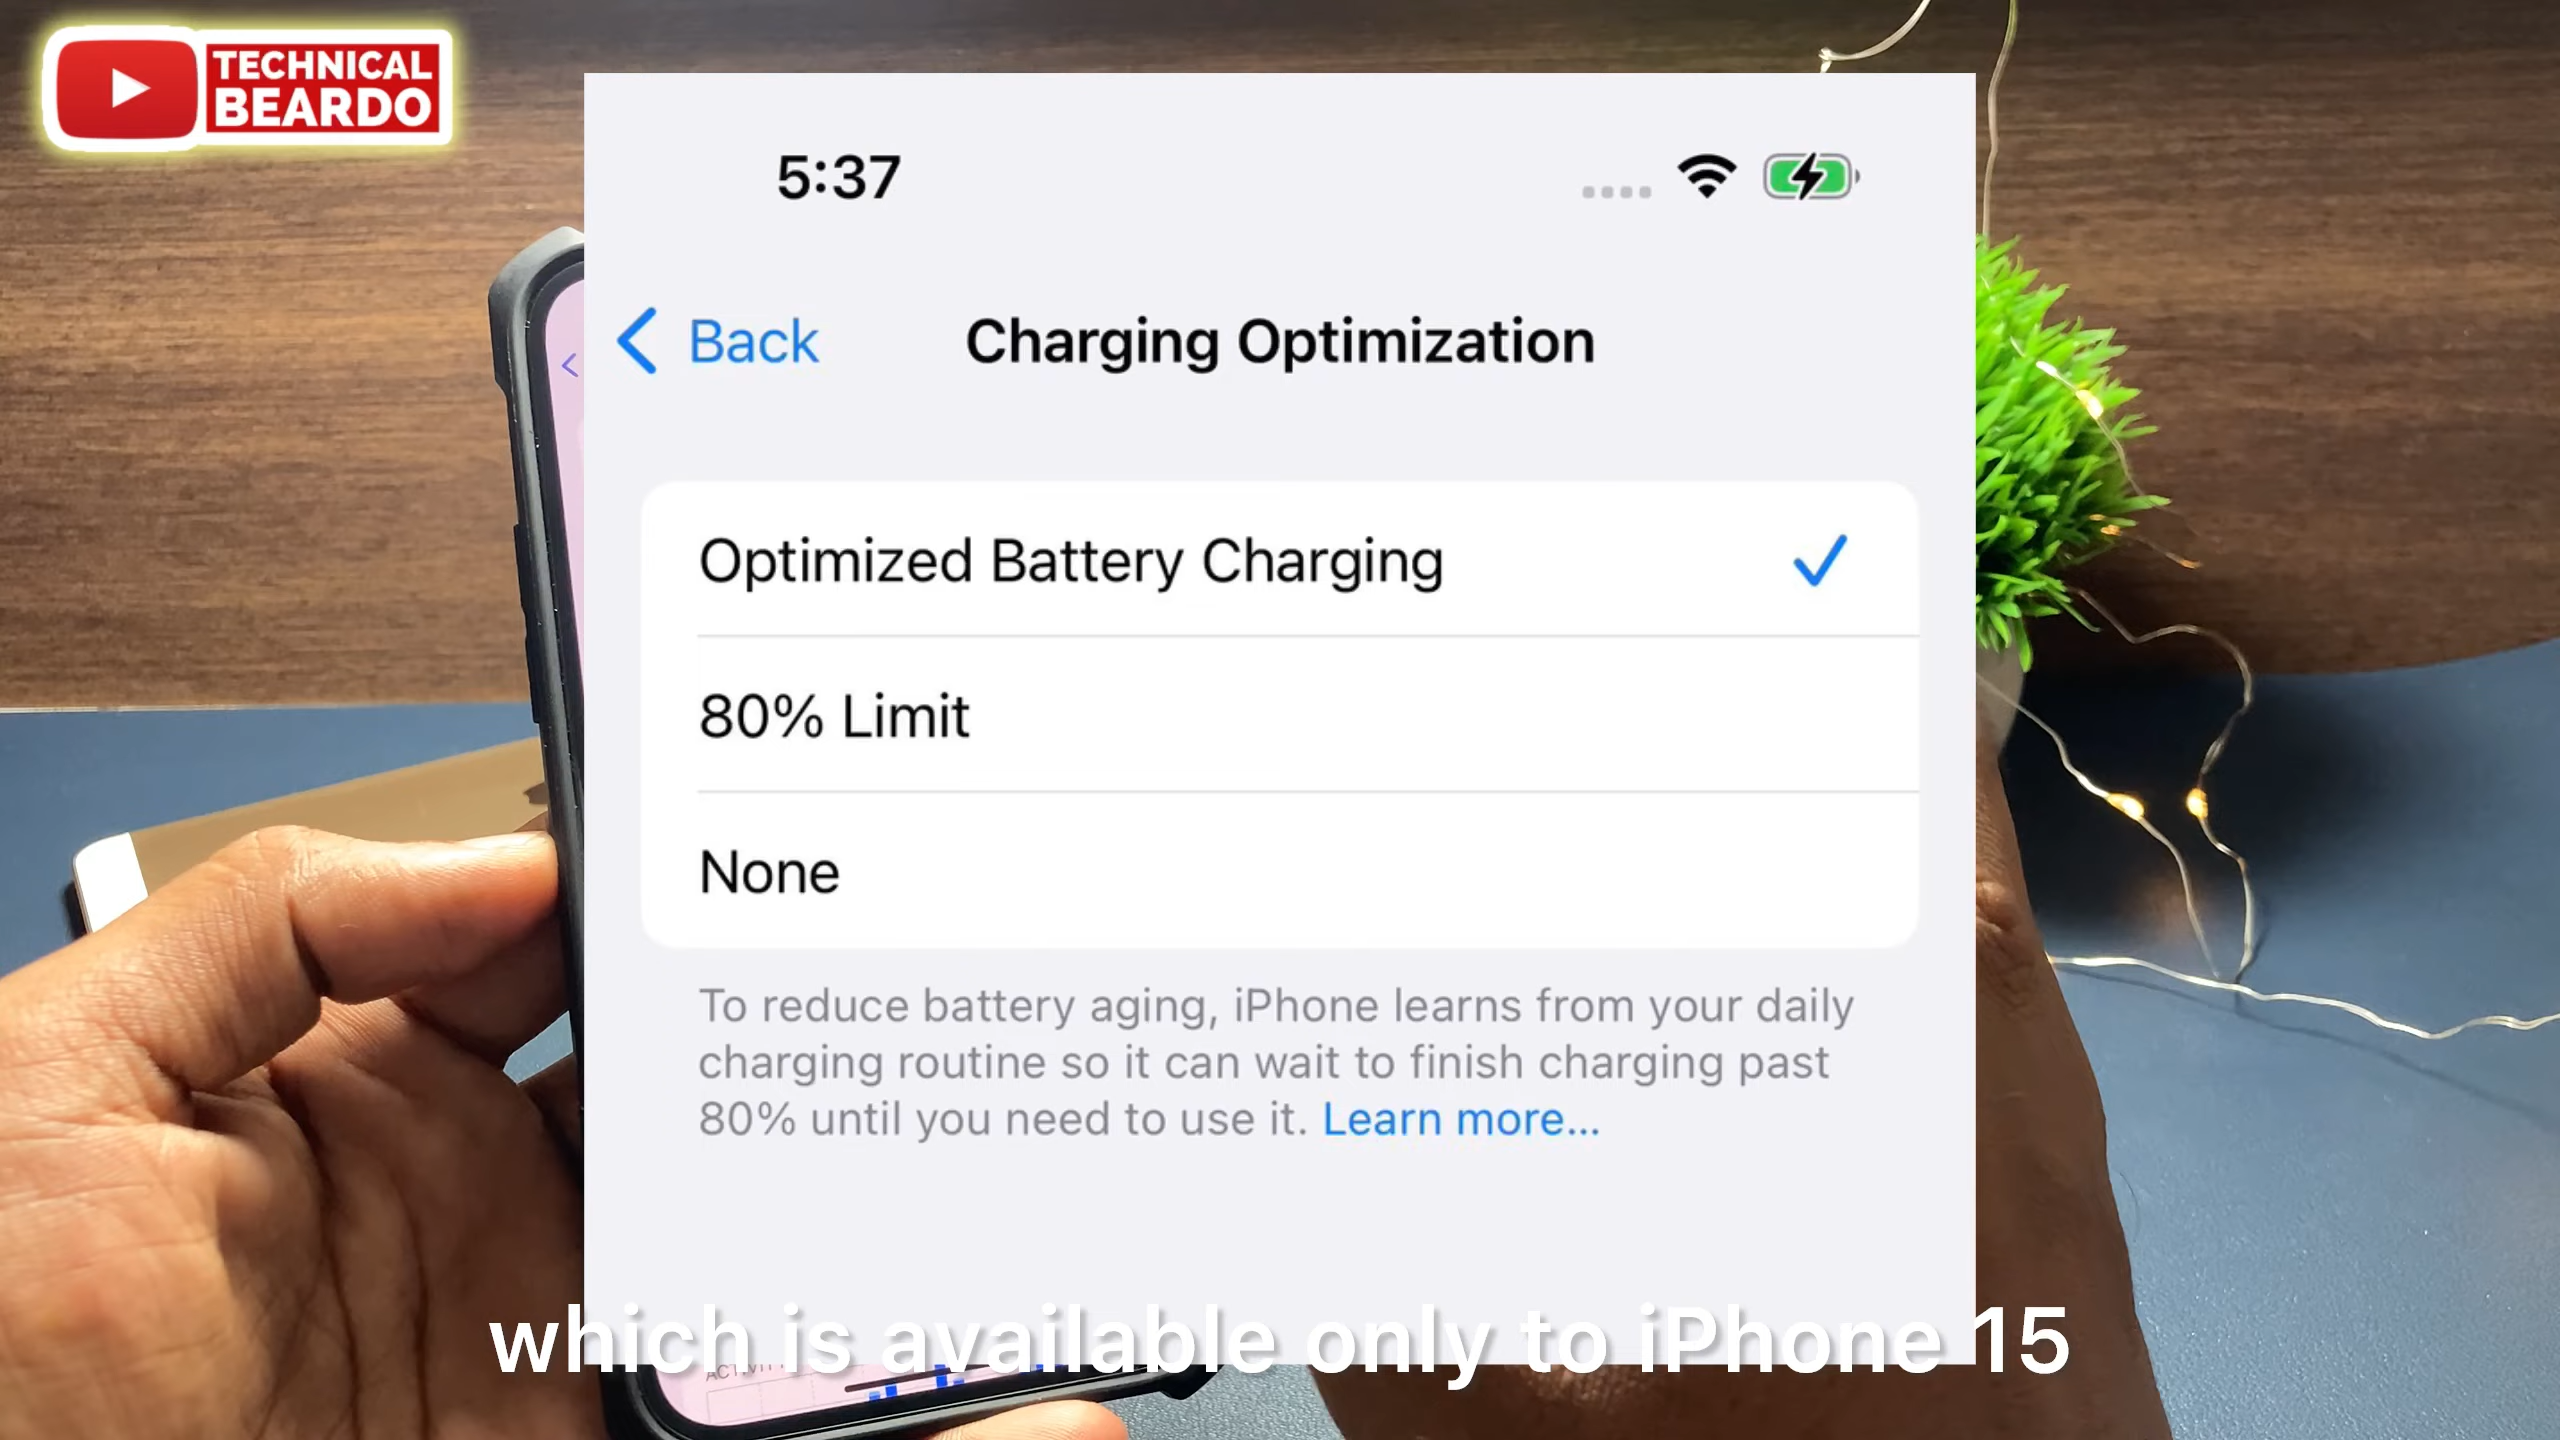 TECHNICAL
BEARDO
5:37
Back
Charging Optimization
Optimized Battery Charging
80% Limit
None
To reduce battery aging, iPhone learns from your daily
charging routine so it can wait to finish charging past
80% until you need to use it. Learn more...
which is available only to iPhone 15